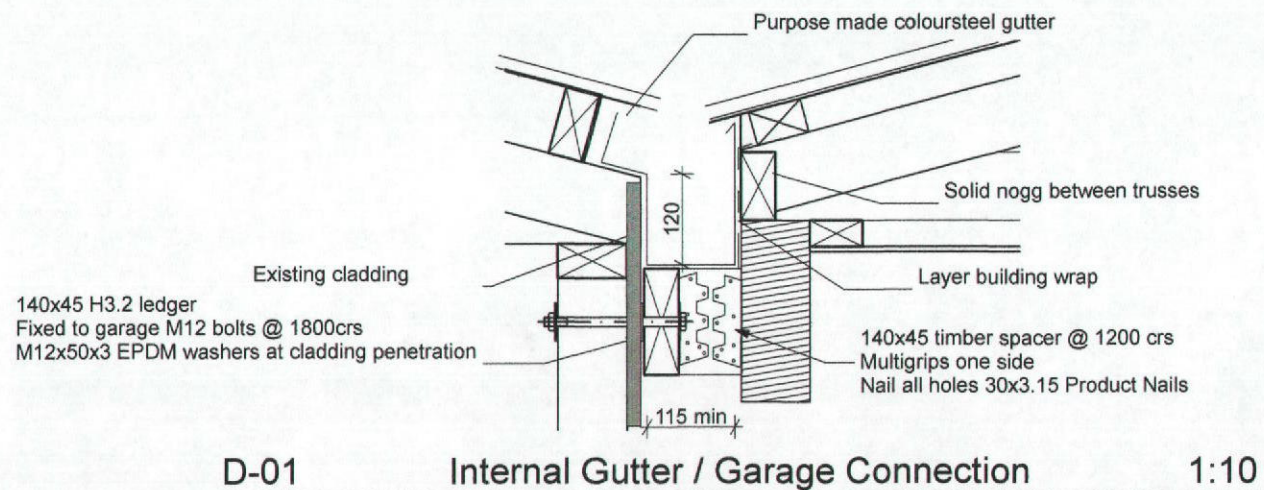 Purpose made coloursteel gutter
Solid nogg between trusses
120
Existing cladding
Layer building wrap
140x45 H3.2 ledger
Fixed to garage M12 bolts @ 1800crs
M12x50x3 EPDM washers at cladding penetration
140x45 timber spacer @ 1200 crs
Multigrips one side
Nail all holes 30x3.15 Product Nails
115 min
D-01 Internal Gutter / Garage Connection 1:10